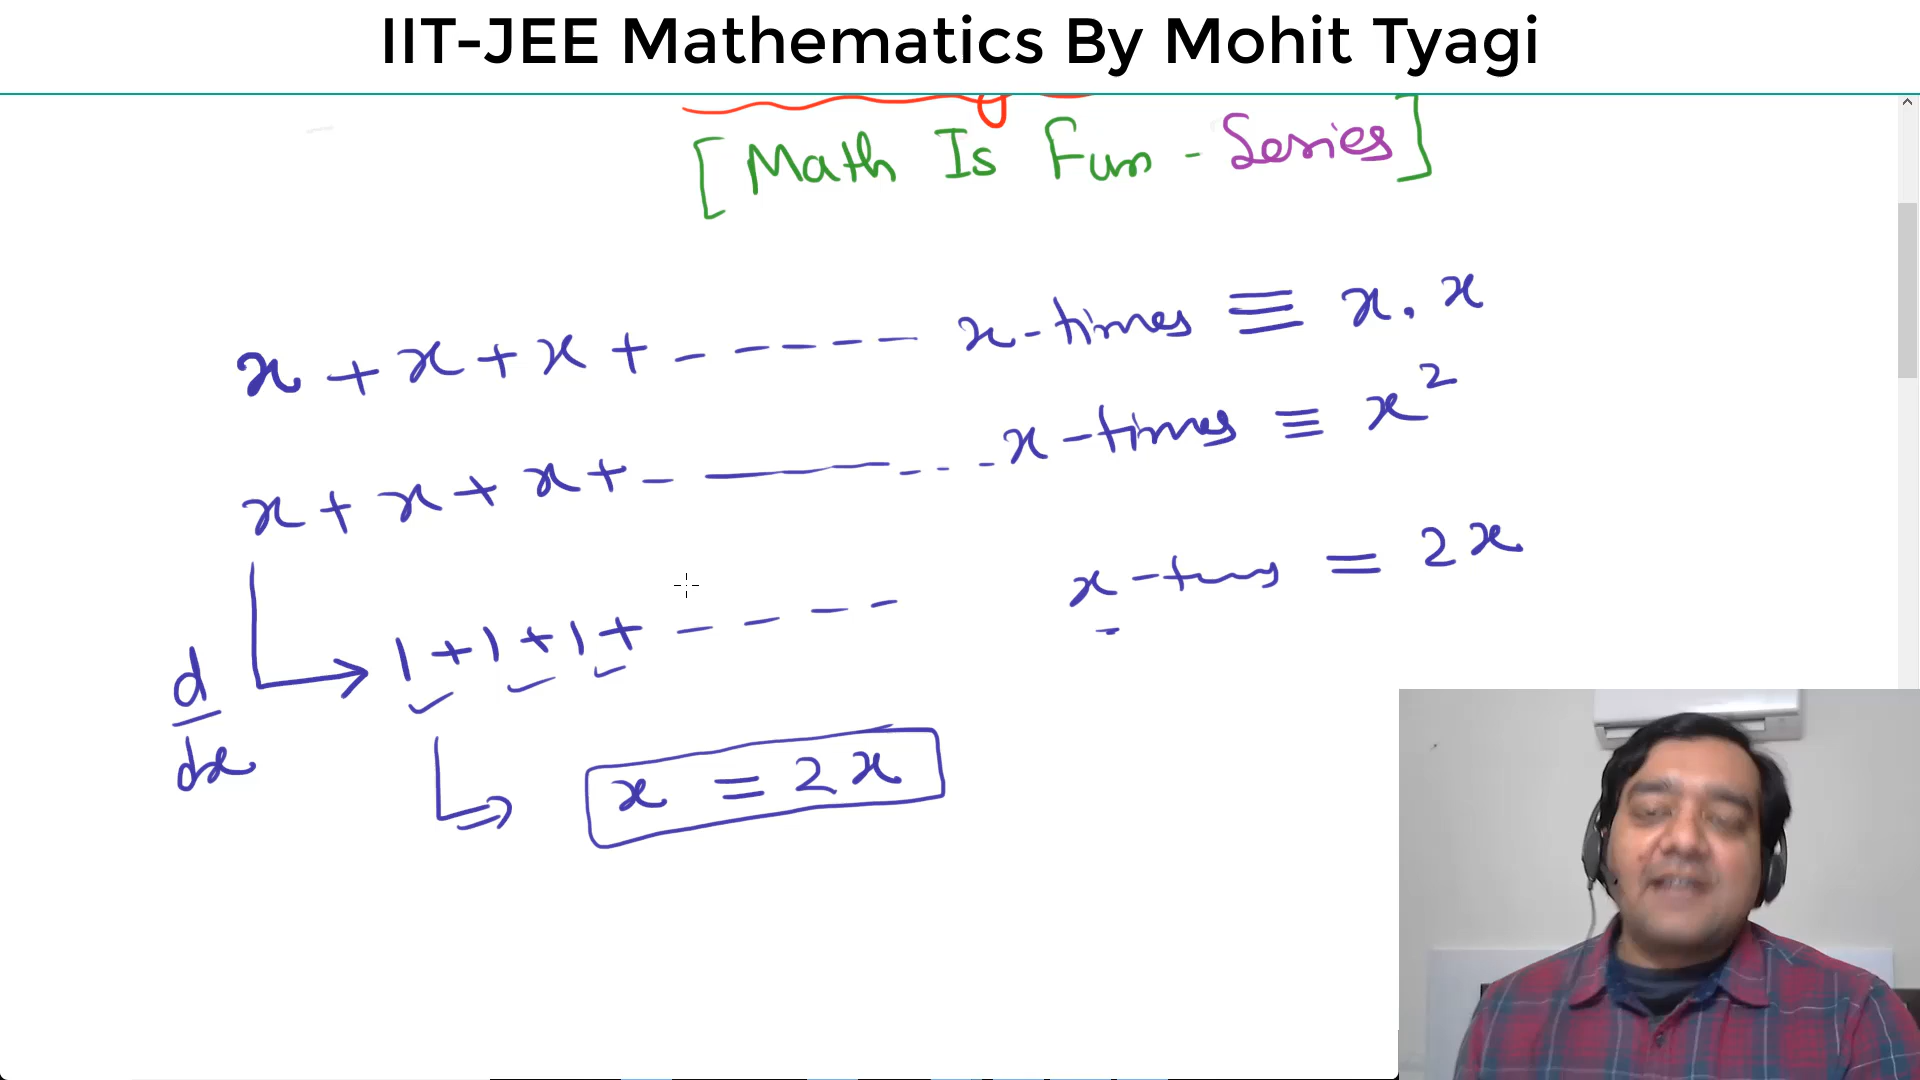 IIT-JEE Mathematics By Mohit Tyagi
[Math Is Fun - Series]
x + x + x + - - - - - x-times ≡ x . x
x + x + x + - — - - - x-times ≡ x²
d/dx → 1 + 1 + 1 + - - - - x-times = 2x
⇒ x = 2x